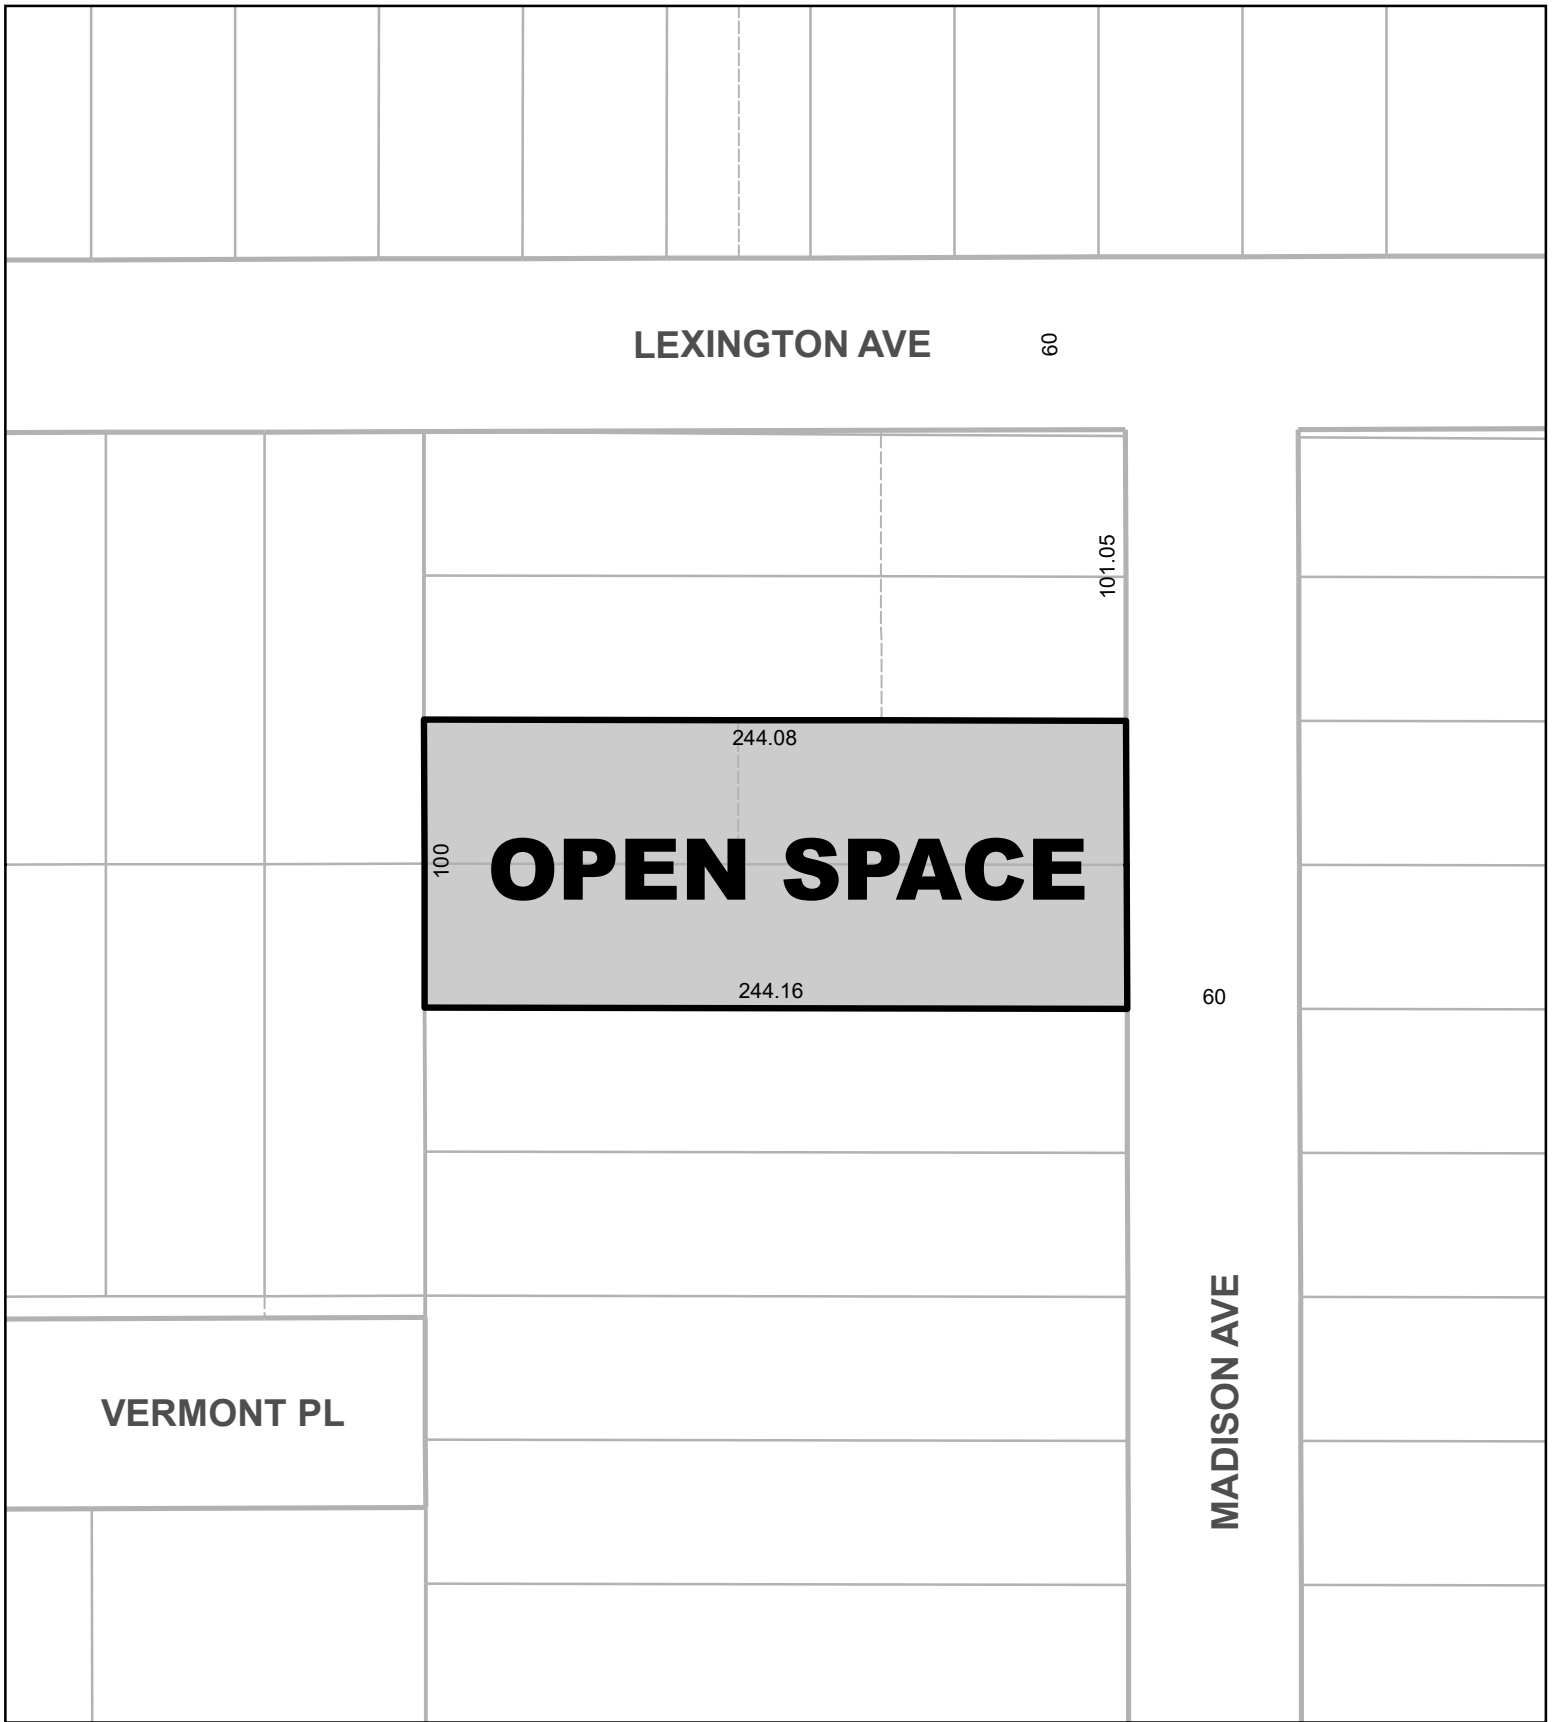 LEXINGTON AVE
60
101.05
244.08
100
OPEN SPACE
244.16
60
MADISON AVE
VERMONT PL